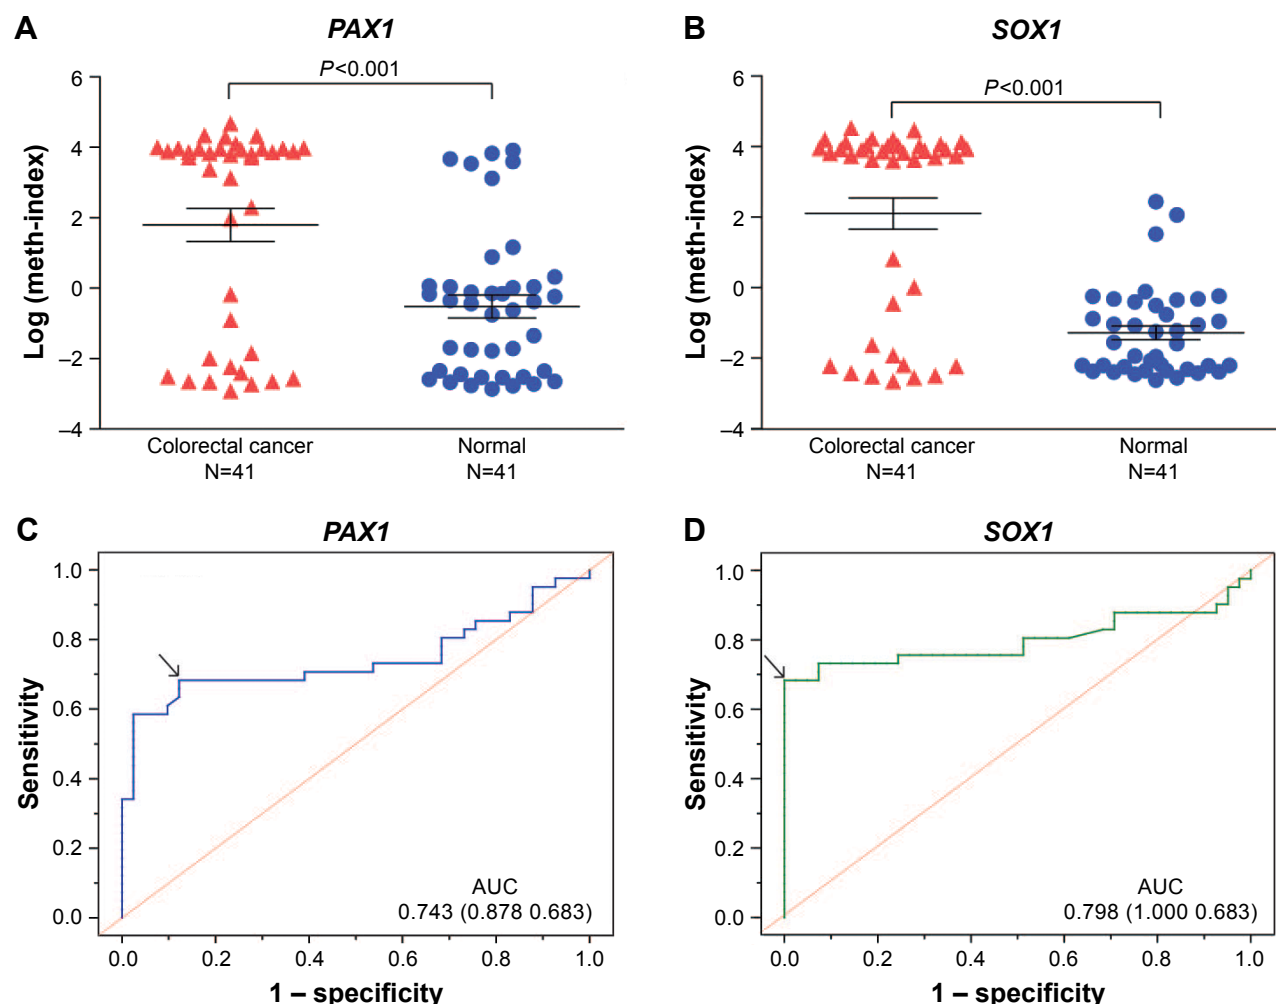 A
PAX1
P<0.001
Log (meth-index)
6
4
2
0
–2
–4
Colorectal cancer
N=41
Normal
N=41
B
SOX1
P<0.001
Log (meth-index)
6
4
2
0
–2
–4
Colorectal cancer
N=41
Normal
N=41
C
PAX1
Sensitivity
1.0
0.8
0.6
0.4
0.2
0.0
AUC
0.743 (0.878 0.683)
0.0 0.2 0.4 0.6 0.8 1.0
1 – specificity
D
SOX1
Sensitivity
1.0
0.8
0.6
0.4
0.2
0.0
AUC
0.798 (1.000 0.683)
0.0 0.2 0.4 0.6 0.8 1.0
1 – specificity